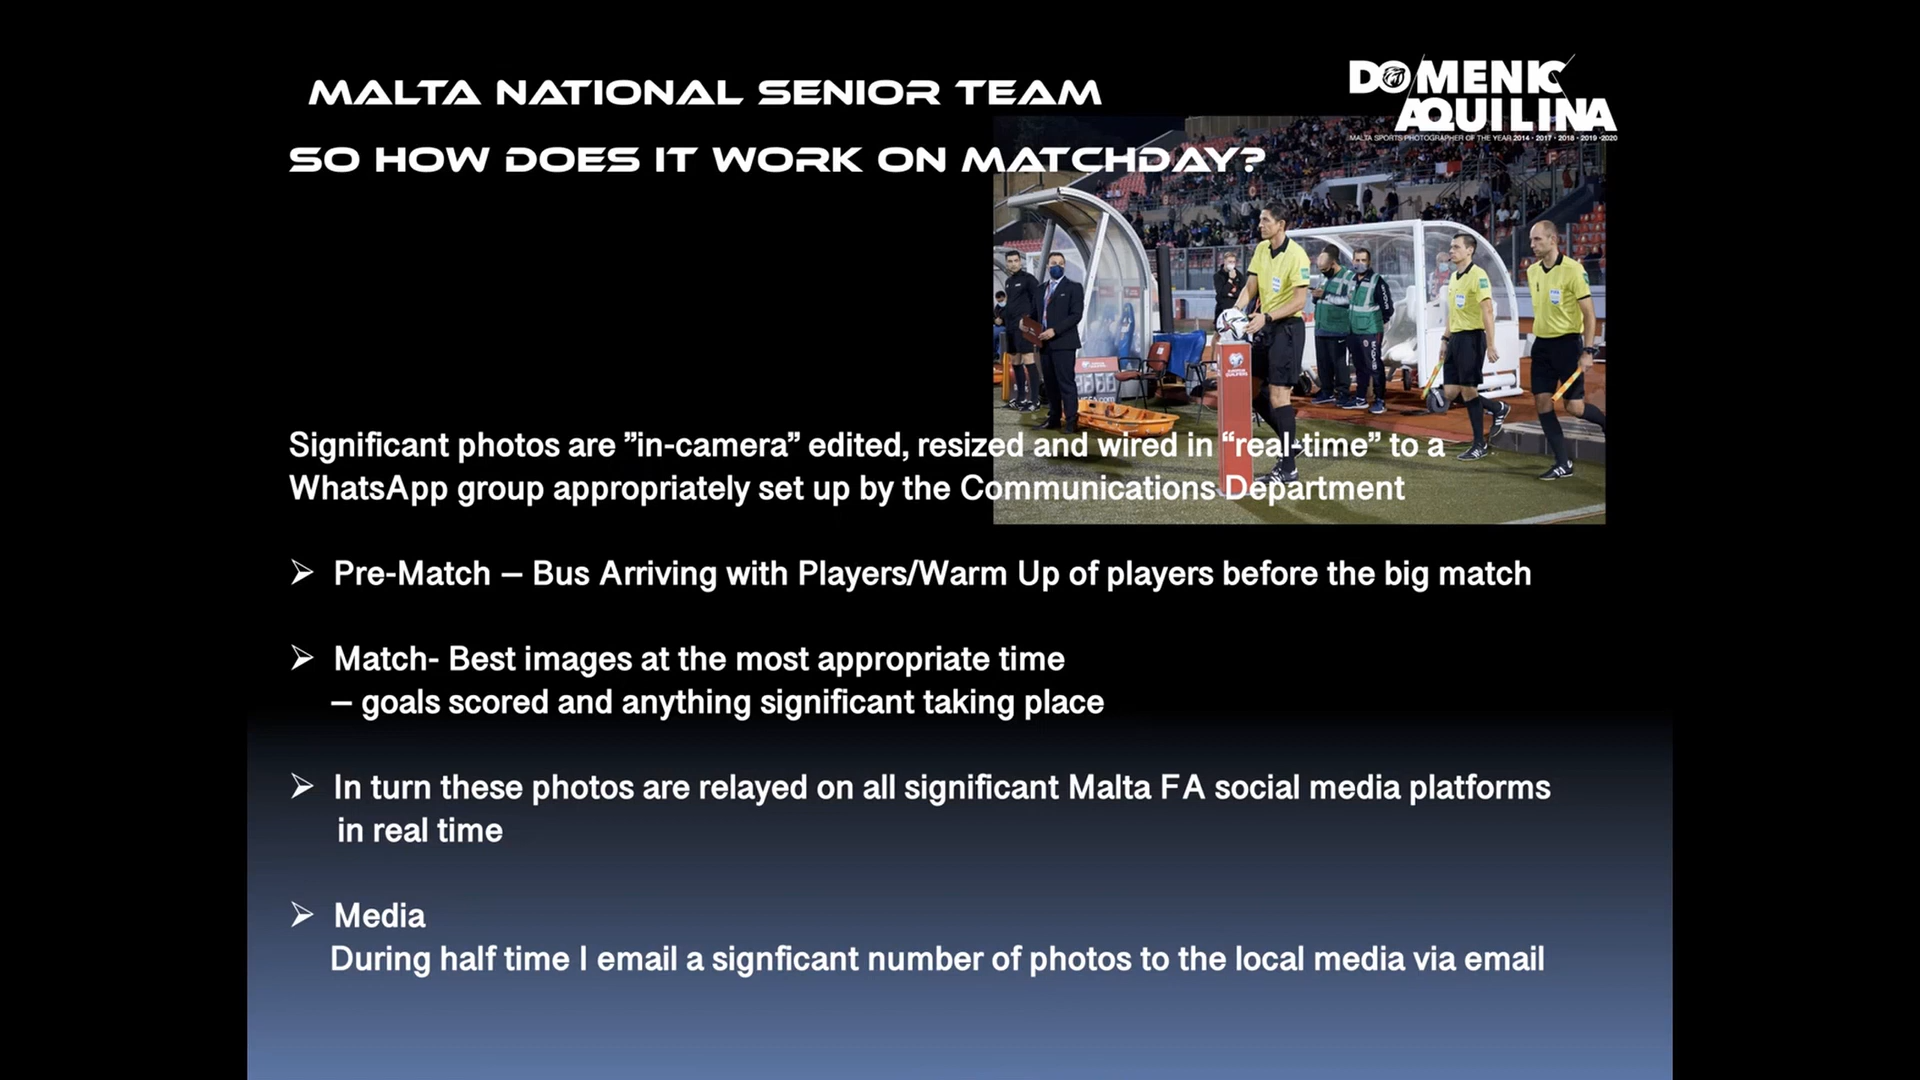 MALTA NATIONAL SENIOR TEAM
SO HOW DOES IT WORK ON MATCHDAY?
DOMENIC
AQUILINA
MALTA SPORTS PHOTOGRAPHER OF THE YEAR 2014 • 2017 • 2018 • 2019 •2020
Significant photos are ”in-camera” edited, resized and wired in “real-time” to a
WhatsApp group appropriately set up by the Communications Department
➢ Pre-Match – Bus Arriving with Players/Warm Up of players before the big match
➢ Match- Best images at the most appropriate time
– goals scored and anything significant taking place
➢ In turn these photos are relayed on all significant Malta FA social media platforms
in real time
➢ Media
During half time I email a signficant number of photos to the local media via email